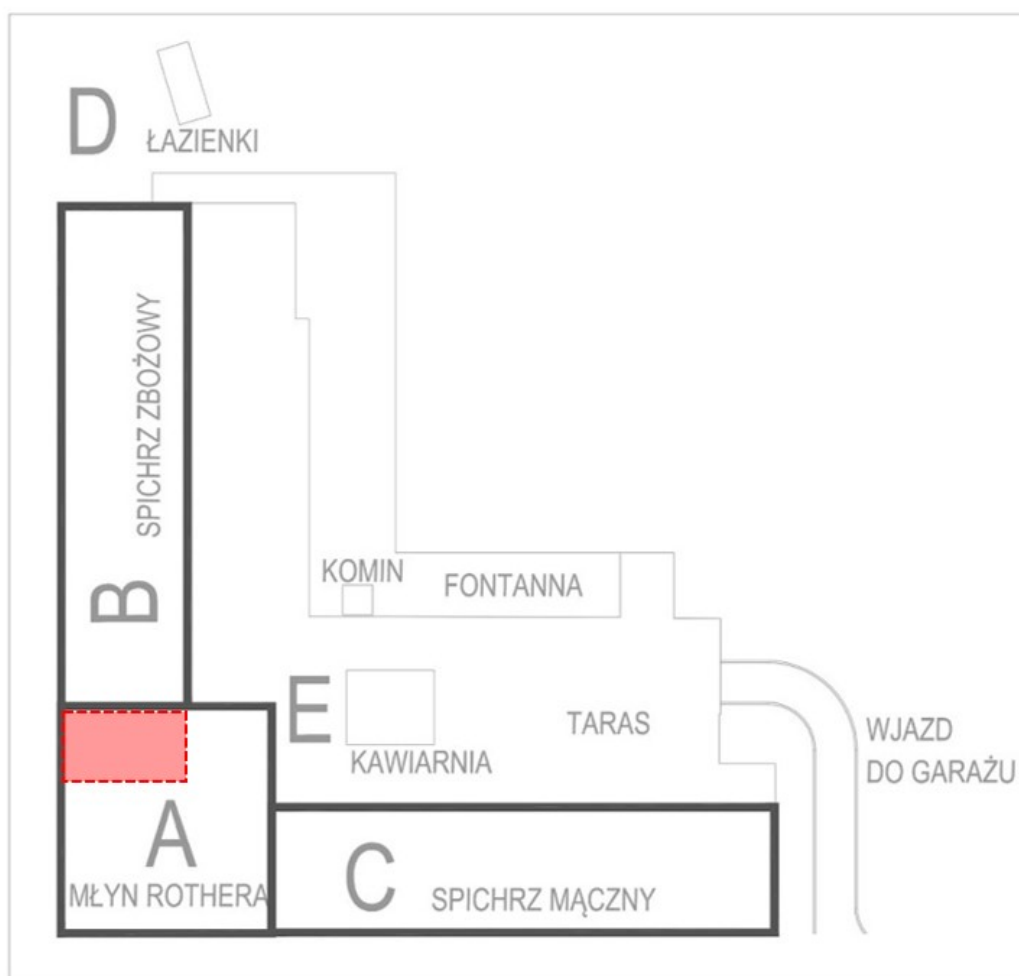 D
ŁAZIENKI
SPICHRZ ZBOŻOWY
B
KOMIN
FONTANNA
E
KAWIARNIA
TARAS
WJAZD
DO GARAŻU
A
MŁYN ROTHERA
C
SPICHRZ MĄCZNY